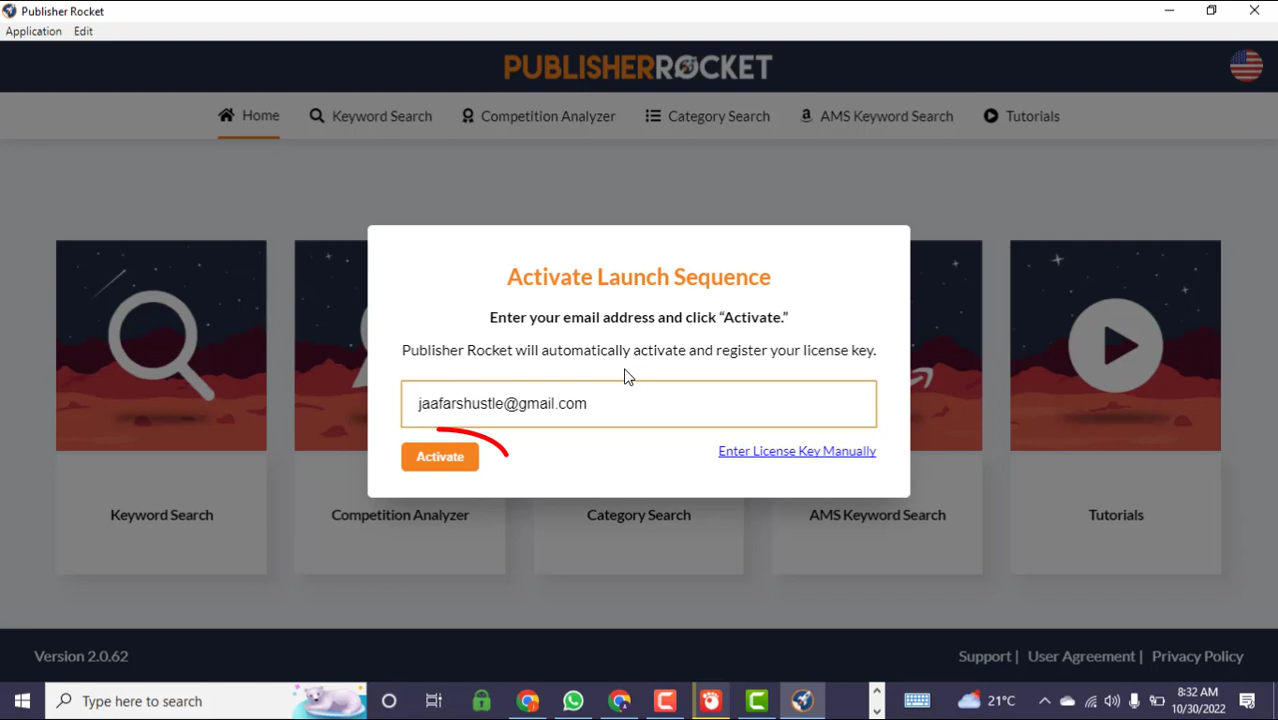 Publisher Rocket
Application Edit
PUBLISHERROCKET
Home Keyword Search Competition Analyzer Category Search AMS Keyword Search Tutorials
Activate Launch Sequence
Enter your email address and click “Activate.”
Publisher Rocket will automatically activate and register your license key.
jaafarshustle@gmail.com
Activate Enter License Key Manually
Keyword Search Competition Analyzer Category Search AMS Keyword Search Tutorials
Version 2.0.62 Support | User Agreement | Privacy Policy
Type here to search 21°C 8:32 AM
10/30/2022